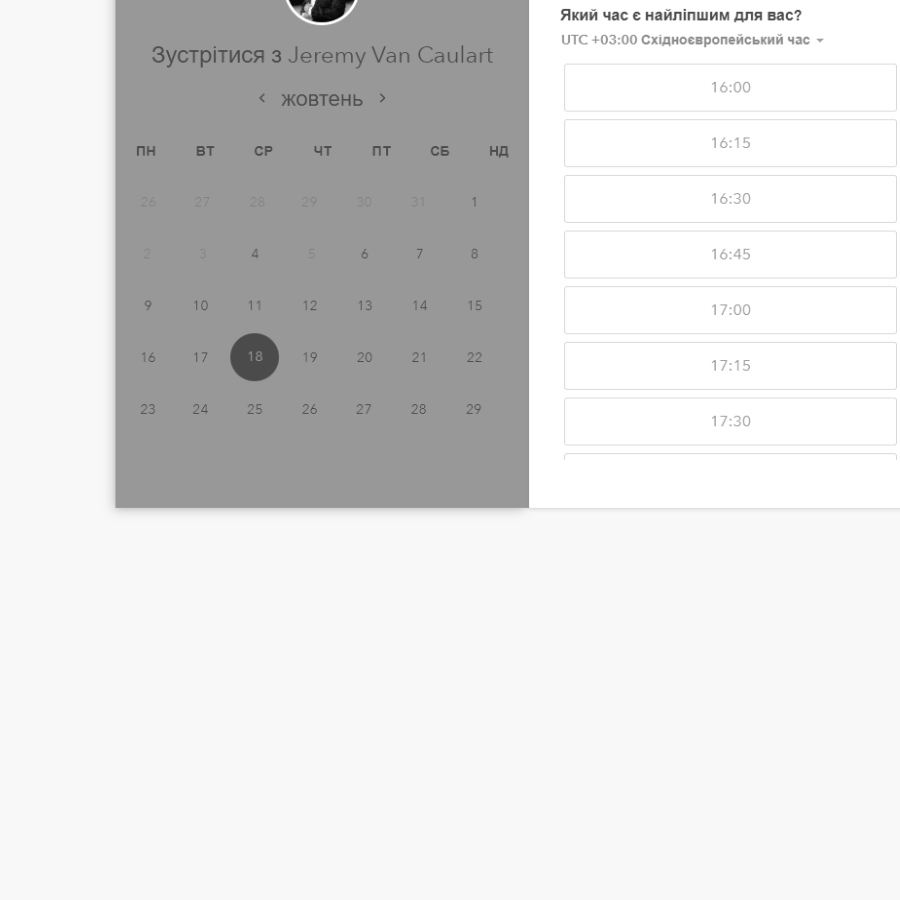 Зустрітися з Jeremy Van Caulart
жовтень
ПН ВТ СР ЧТ ПТ СБ НД
26 27 28 29 30 31 1
2 3 4 5 6 7 8
9 10 11 12 13 14 15
16 17 18 19 20 21 22
23 24 25 26 27 28 29
Який час є найліпшим для вас?
UTC +03:00 Східноєвропейський час
16:00
16:15
16:30
16:45
17:00
17:15
17:30